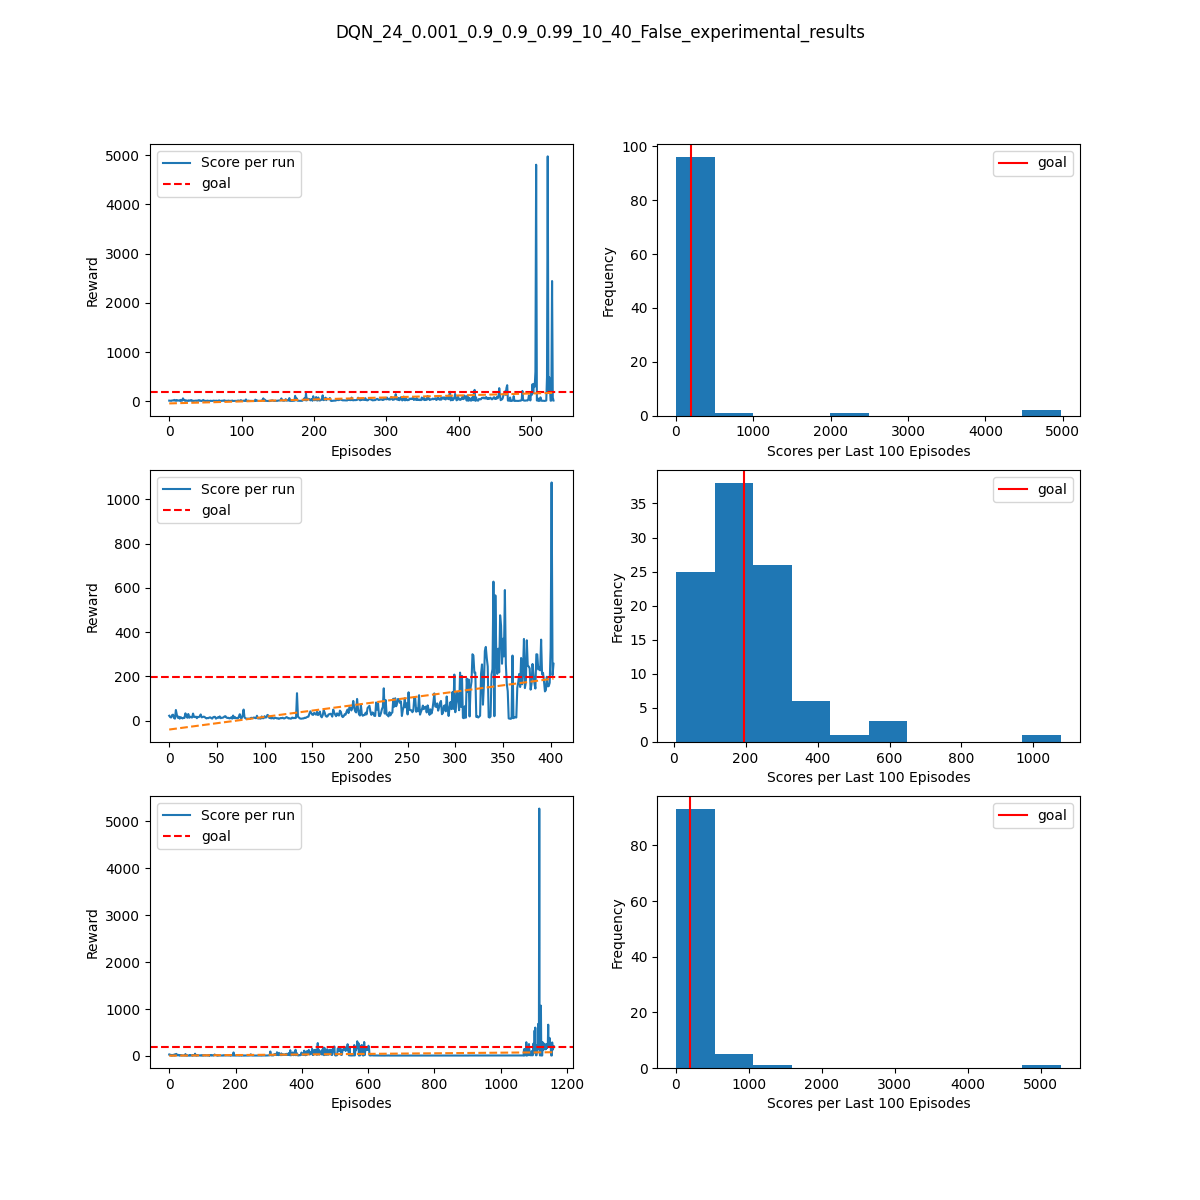 DQN_24_0.001_0.9_0.9_0.99_10_40_False_experimental_results
Score per run
goal
5000
4000
3000
2000
1000
0
Reward
0 100 200 300 400 500
Episodes
goal
100
80
60
40
20
0
Frequency
0 1000 2000 3000 4000 5000
Scores per Last 100 Episodes
Score per run
goal
1000
800
600
400
200
0
Reward
0 50 100 150 200 250 300 350 400
Episodes
goal
35
30
25
20
15
10
5
0
Frequency
0 200 400 600 800 1000
Scores per Last 100 Episodes
Score per run
goal
5000
4000
3000
2000
1000
0
Reward
0 200 400 600 800 1000 1200
Episodes
goal
80
60
40
20
0
Frequency
0 1000 2000 3000 4000 5000
Scores per Last 100 Episodes